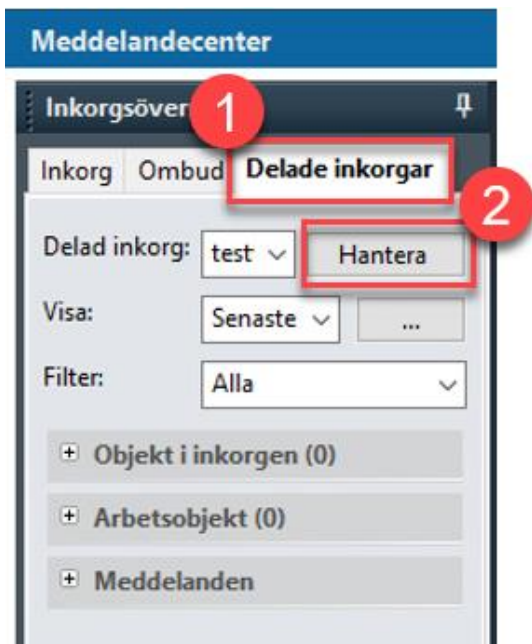 Meddelandecenter
Inkorgsöver
1
Inkorg Ombud Delade inkorgar
2
Delad inkorg: test Hantera
Visa: Senaste ...
Filter: Alla
Objekt i inkorgen (0)
Arbetsobjekt (0)
Meddelanden